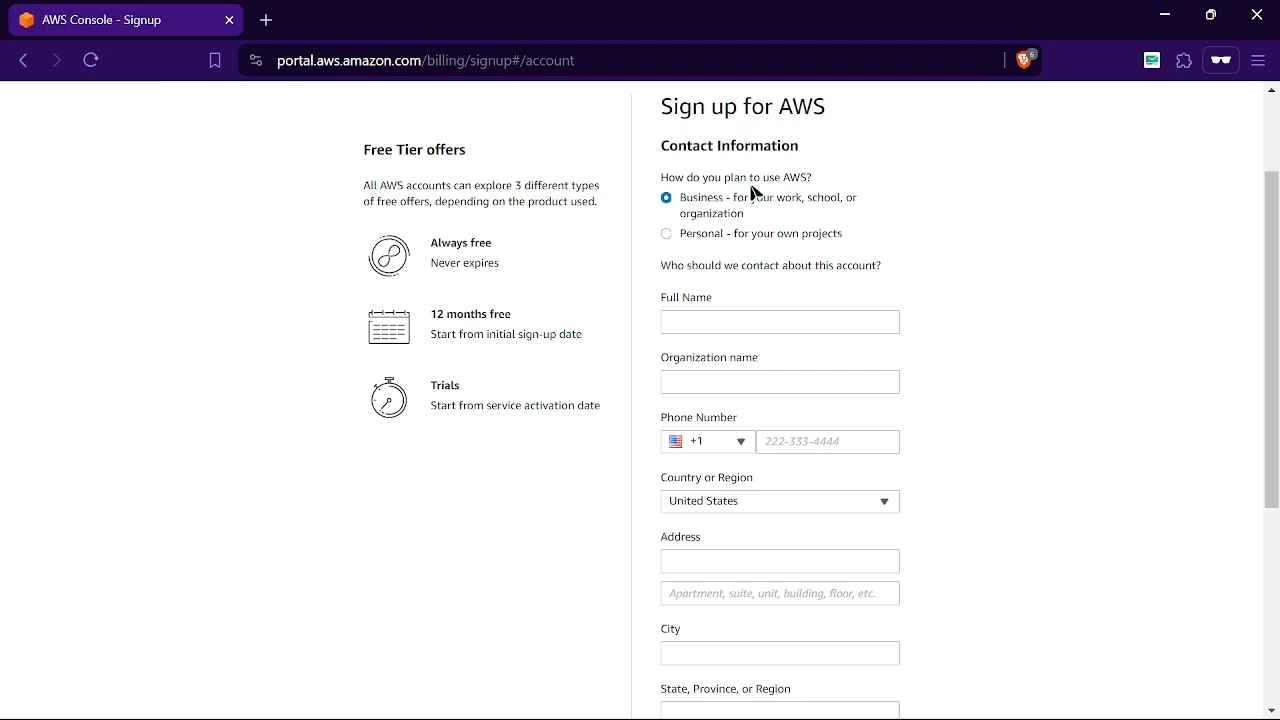 AWS Console - Signup
portal.aws.amazon.com/billing/signup#/account
6
Sign up for AWS
Free Tier offers
All AWS accounts can explore 3 different types
of free offers, depending on the product used.
Always free
Never expires
12 months free
Start from initial sign-up date
Trials
Start from service activation date
Contact Information
How do you plan to use AWS?
Business - for your work, school, or
organization
Personal - for your own projects
Who should we contact about this account?
Full Name
Organization name
Phone Number
+1
222-333-4444
Country or Region
United States
Address
Apartment, suite, unit, building, floor, etc.
City
State, Province, or Region